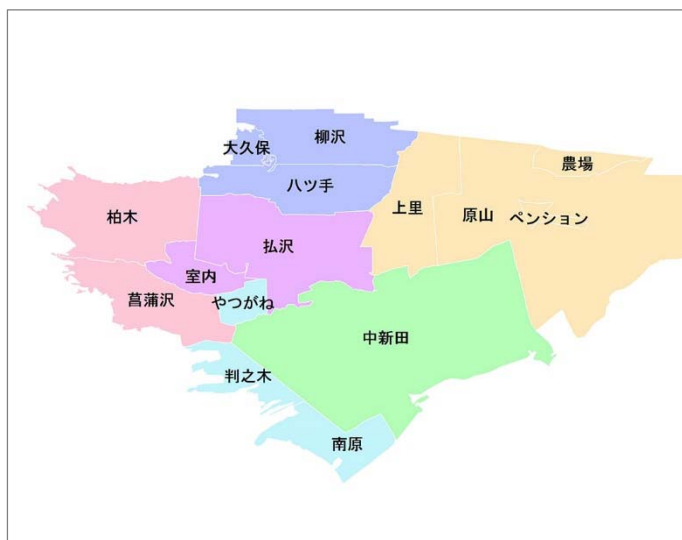 柳沢
大久保
農場
八ツ手
上里
原山
ペンション
柏木
払沢
室内
菖蒲沢
やつがね
中新田
判之木
南原